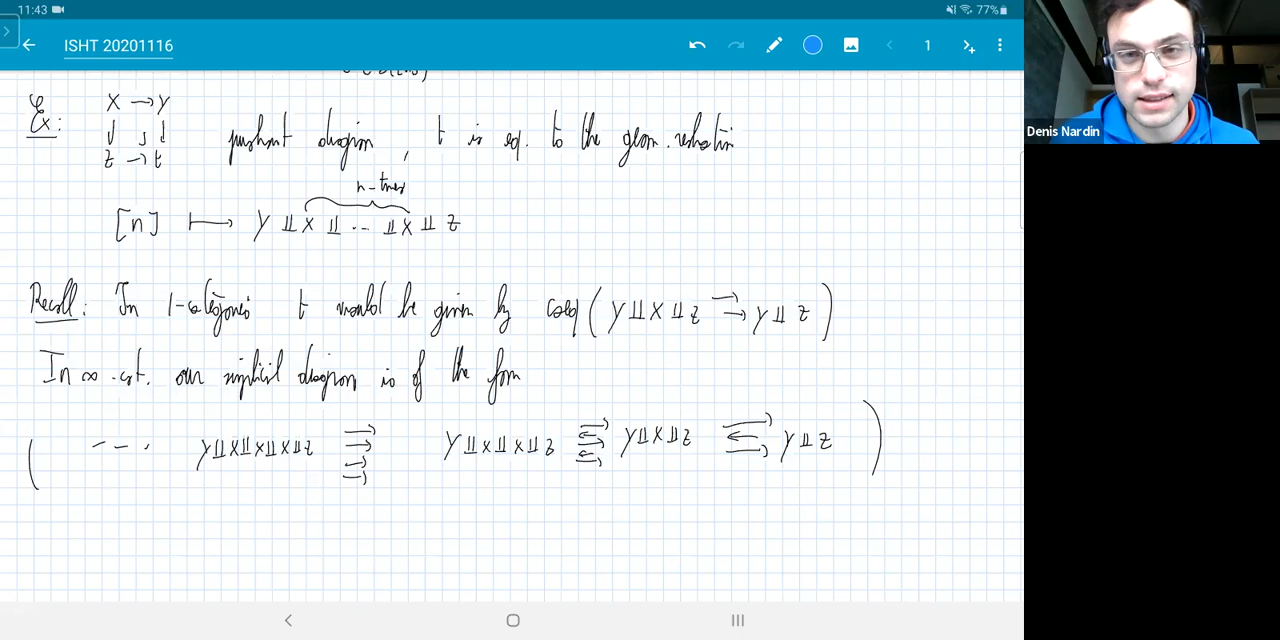 11:43
77%
ISHT 20201116
1
Denis Nardin
Ex: X → Y
↓ ↓
Z → t
pushout diagram, t is eq. to the geom. realization
n-times
[n] ⟼ Y ⨿ X ⨿ ... ⨿ X ⨿ Z
Recall: In 1-categories t would be given by coeq( Y ⨿ X ⨿ Z ⇉ Y ⨿ Z )
In ∞-cat. our simplicial diagram is of the form
( --- Y⨿X⨿X⨿X⨿Z →→→→ Y⨿X⨿X⨿Z →←→←→ Y⨿X⨿Z →←→ Y⨿Z )